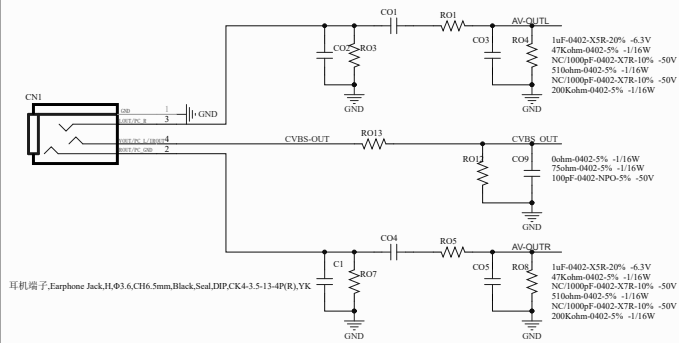 CO1
RO1
AV-OUTL
CO2
RO3
CO3
RO4
1uF-0402-X5R-20% -6.3V
47Kohm-0402-5% -1/16W
NC/1000pF-0402-X7R-10% -50V
510ohm-0402-5% -1/16W
NC/1000pF-0402-X7R-10% -50V
200Kohm-0402-5% -1/16W
GND
GND
CN1
GND
1
GND
LOUT/PC_R
3
4
CVBS-OUT
RO13
CVBS_OUT
ROUT/PC_GND
2
RO12
CO9
0ohm-0402-5% -1/16W
75ohm-0402-5% -1/16W
100pF-0402-NPO-5% -50V
GND
CO4
RO5
AV-OUTR
C1
RO7
CO5
RO8
1uF-0402-X5R-20% -6.3V
47Kohm-0402-5% -1/16W
NC/1000pF-0402-X7R-10% -50V
510ohm-0402-5% -1/16W
NC/1000pF-0402-X7R-10% -50V
200Kohm-0402-5% -1/16W
耳机端子,Earphone Jack,H,Φ3.6,CH6.5mm,Black,Seal,DIP,CK4-3.5-13-4P(R),YK
GND
GND